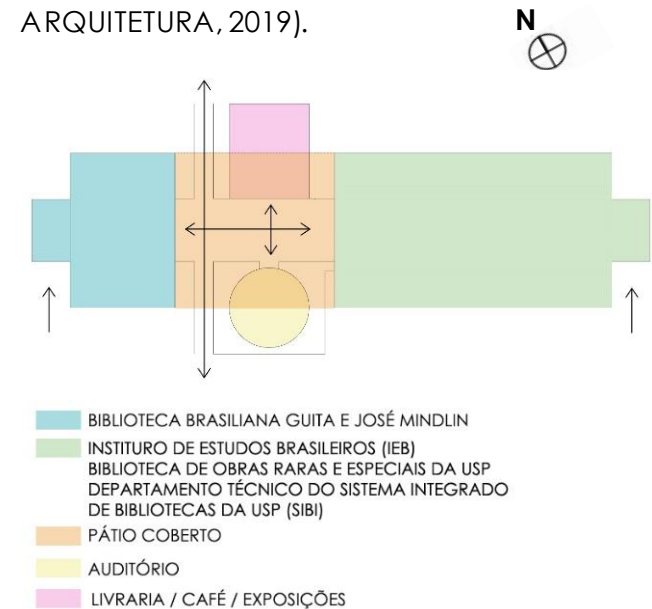 ARQUITETURA, 2019).
N
BIBLIOTECA BRASILIANA GUITA E JOSÉ MINDLIN
INSTITURO DE ESTUDOS BRASILEIROS (IEB)
BIBLIOTECA DE OBRAS RARAS E ESPECIAIS DA USP
DEPARTAMENTO TÉCNICO DO SISTEMA INTEGRADO
DE BIBLIOTECAS DA USP (SIBI)
PÁTIO COBERTO
AUDITÓRIO
LIVRARIA / CAFÉ / EXPOSIÇÕES